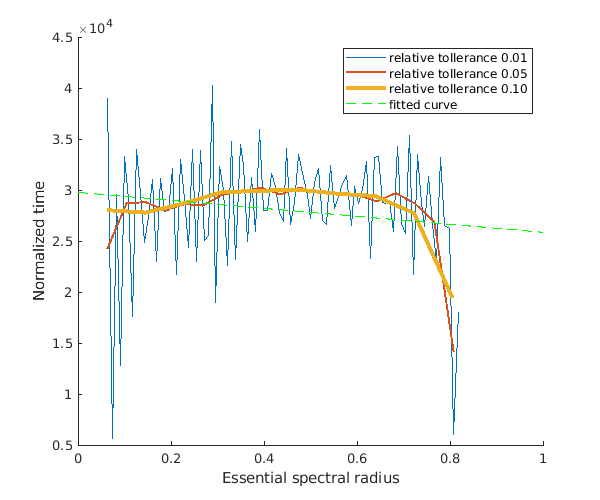 ×10⁴
4.5
4
3.5
3
2.5
2
1.5
1
0.5
0 0.2 0.4 0.6 0.8 1
Normalized time
Essential spectral radius
relative tollerance 0.01
relative tollerance 0.05
relative tollerance 0.10
fitted curve